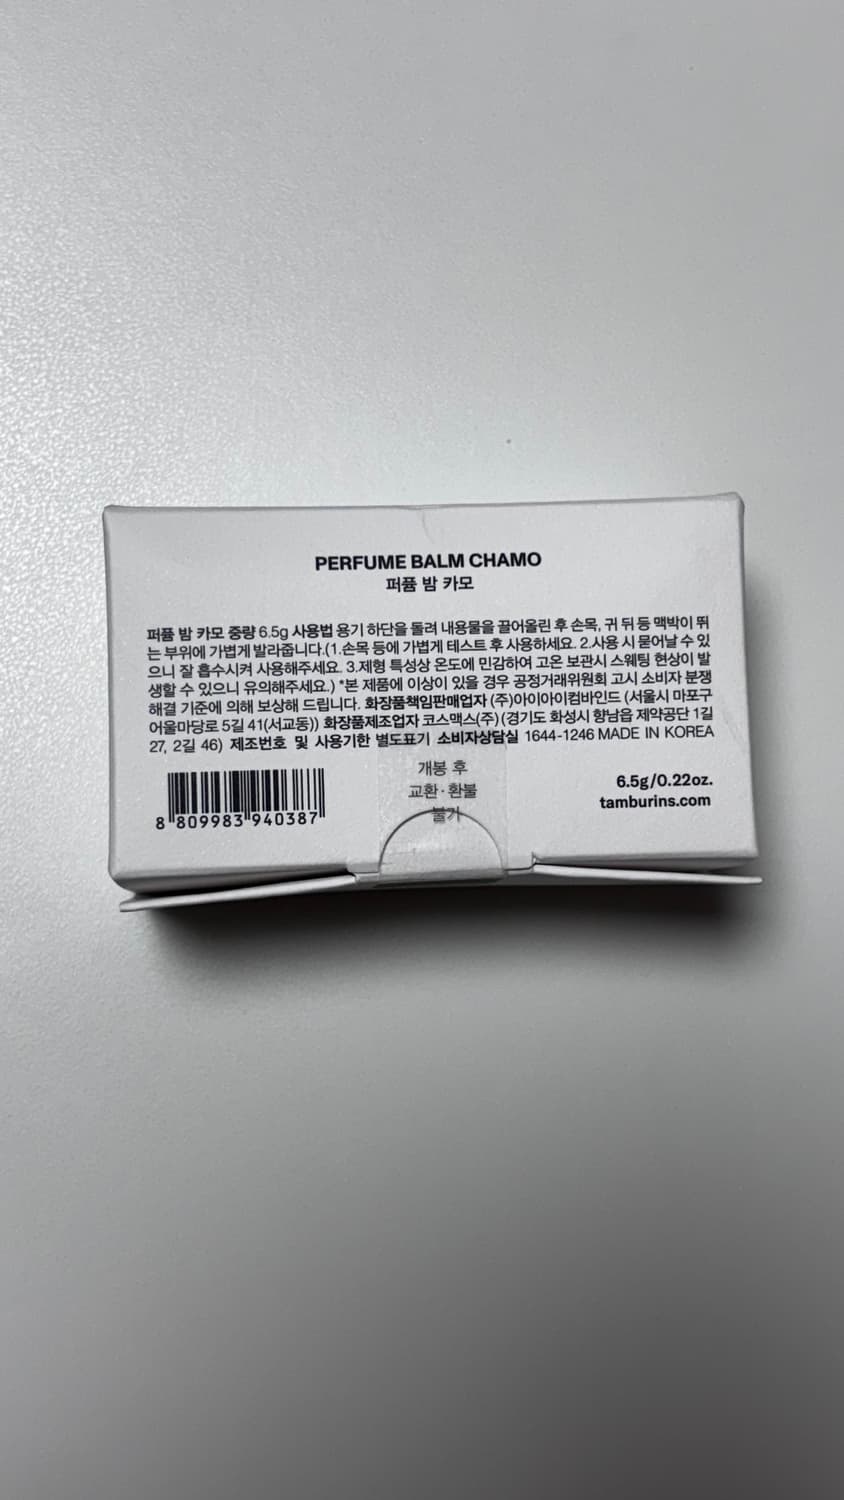 PERFUME BALM CHAMO
퍼퓸 밤 카모
퍼퓸 밤 카모 중량 6.5g 사용법 용기 하단을 돌려 내용물을 끌어올린 후 손목, 귀 뒤 등 맥박이 뛰
는 부위에 가볍게 발라줍니다.(1.손목 등에 가볍게 테스트 후 사용하세요. 2.사용 시 묻어날 수 있
으니 잘 흡수시켜 사용해주세요. 3.제형 특성상 온도에 민감하여 고온 보관시 스웨팅 현상이 발
생할 수 있으니 유의해주세요.) *본 제품에 이상이 있을 경우 공정거래위원회 고시 소비자 분쟁
해결 기준에 의해 보상해 드립니다. 화장품책임판매업자 (주)아이아이컴바인드 (서울시 마포구
어울마당로 5길 41(서교동)) 화장품제조업자 코스맥스(주) (경기도 화성시 향남읍 제약공단 1길
27, 2길 46) 제조번호 및 사용기한 별도표기 소비자상담실 1644-1246 MADE IN KOREA
개봉 후
교환·환불
불가
8 809983 940387
6.5g/0.22oz.
tamburins.com